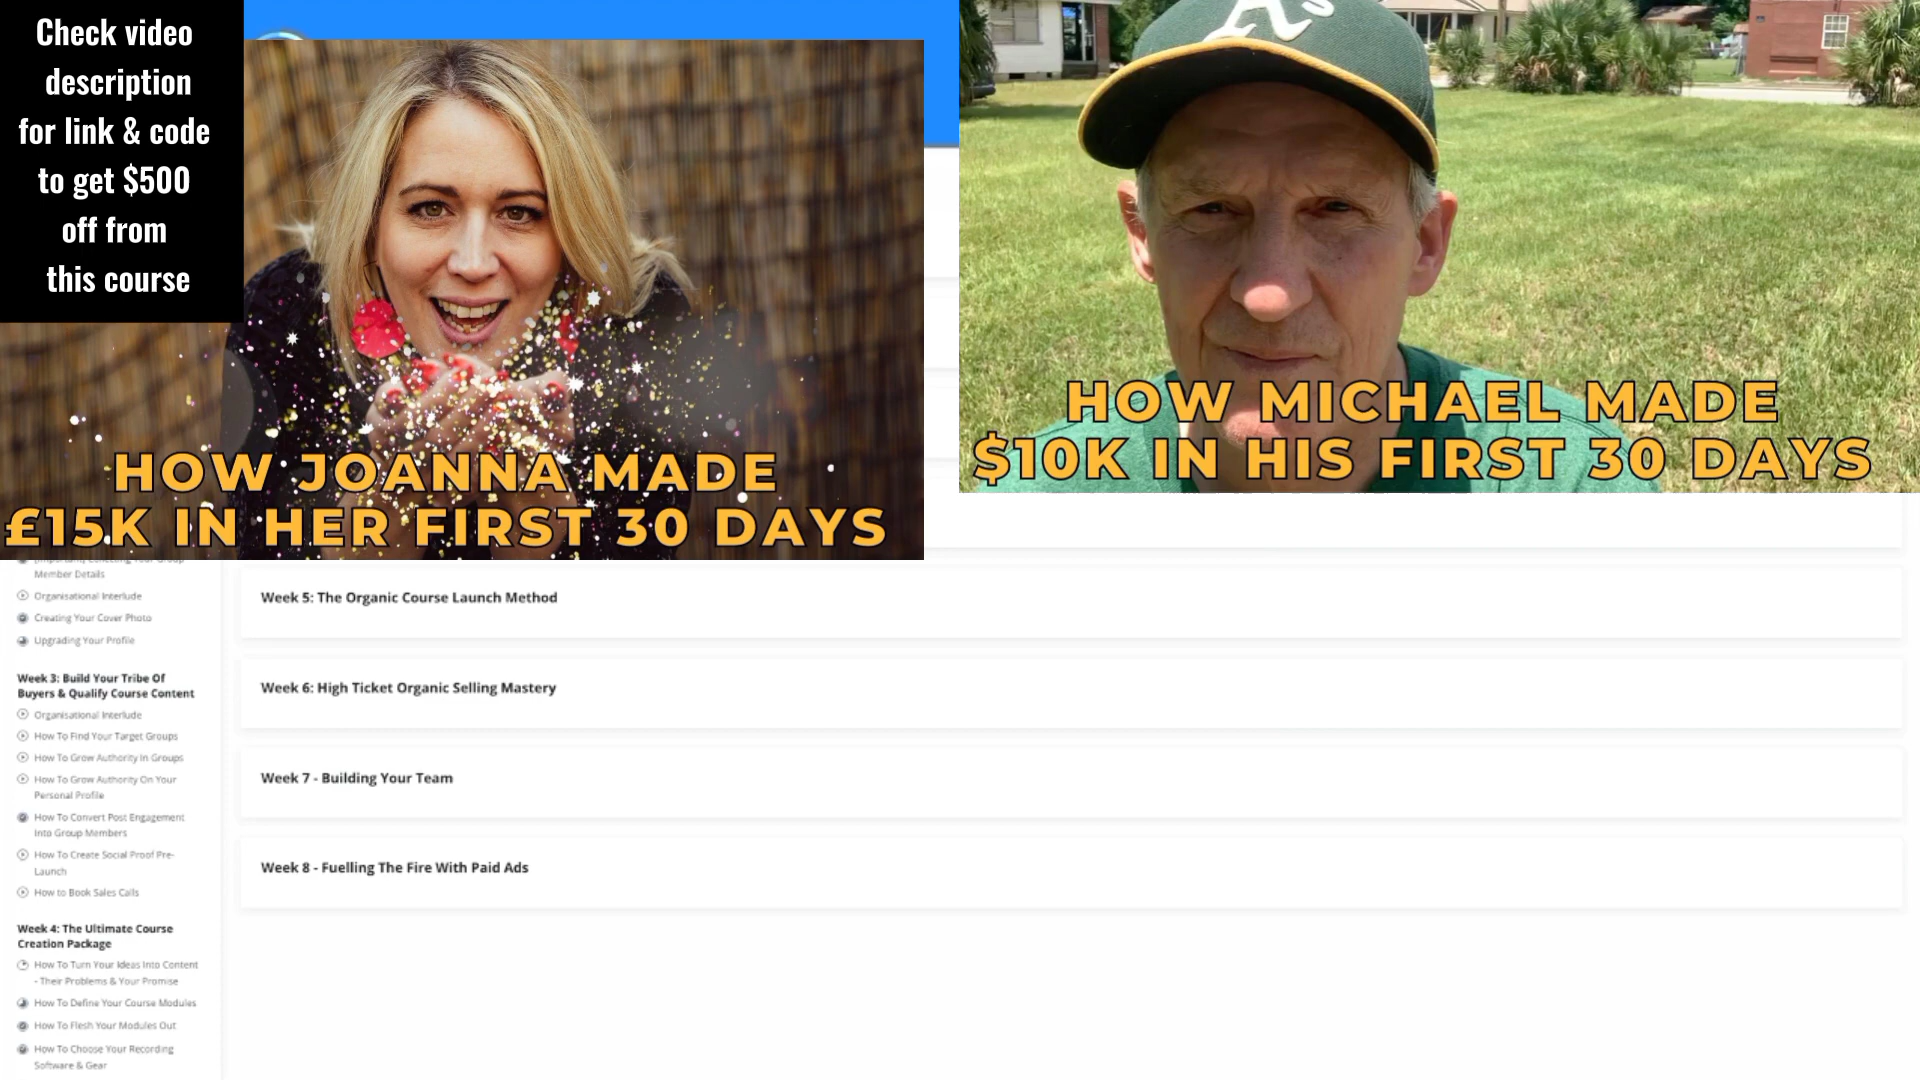 Check video
description
for link & code
to get $500
off from
this course
HOW JOANNA MADE
£15K IN HER FIRST 30 DAYS
A's
HOW MICHAEL MADE
$10K IN HIS FIRST 30 DAYS
Member Details
Organisational Interlude
Creating Your Cover Photo
Upgrading Your Profile
Week 3: Build Your Tribe Of
Buyers & Qualify Course Content
Organisational Interlude
How To Find Your Target Groups
How To Grow Authority In Groups
How To Grow Authority On Your
Personal Profile
How To Convert Post Engagement
Into Group Members
How To Create Social Proof Pre-
Launch
How to Book Sales Calls
Week 4: The Ultimate Course
Creation Package
How To Turn Your Ideas Into Content
- Their Problems & Your Promise
How To Define Your Course Modules
How To Flesh Your Modules Out
How To Choose Your Recording
Software & Gear
Week 5: The Organic Course Launch Method
Week 6: High Ticket Organic Selling Mastery
Week 7 - Building Your Team
Week 8 - Fuelling The Fire With Paid Ads